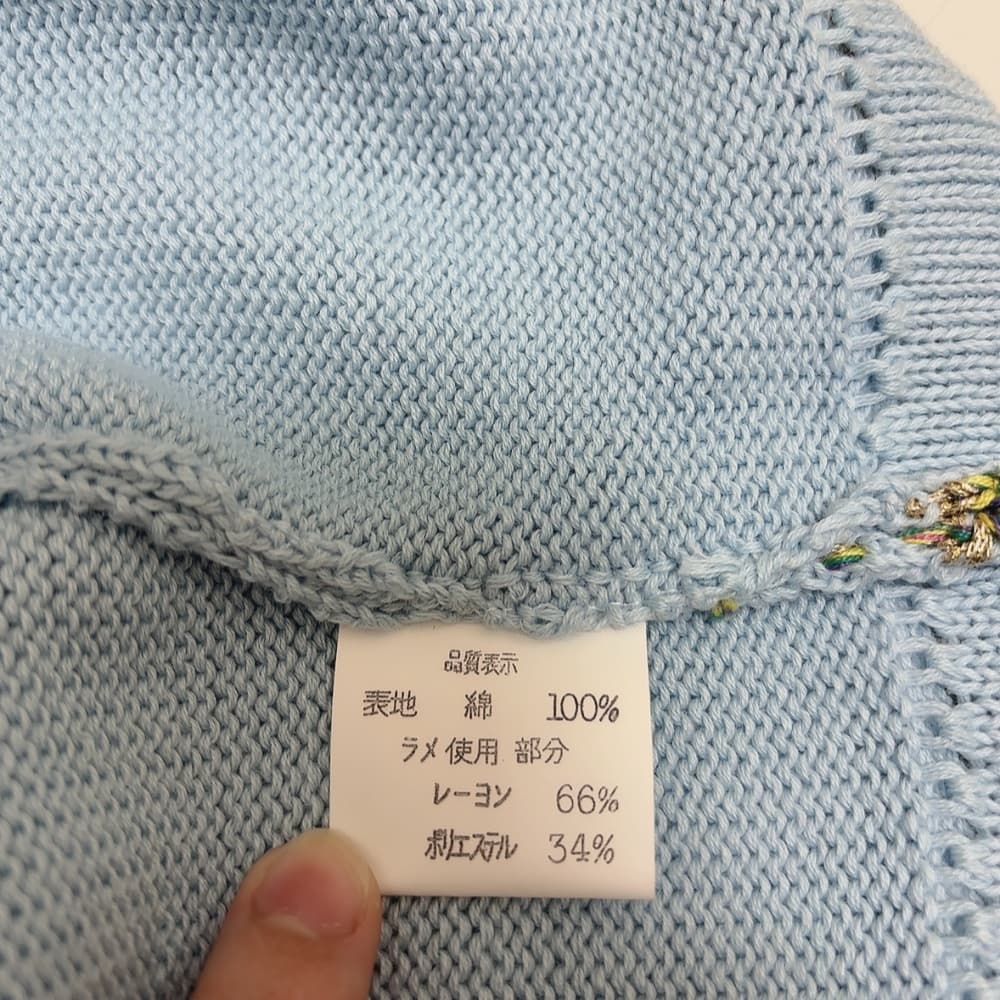 品質表示
表地 綿 100%
ラメ使用 部分
レーヨン 66%
ポリエステル 34%